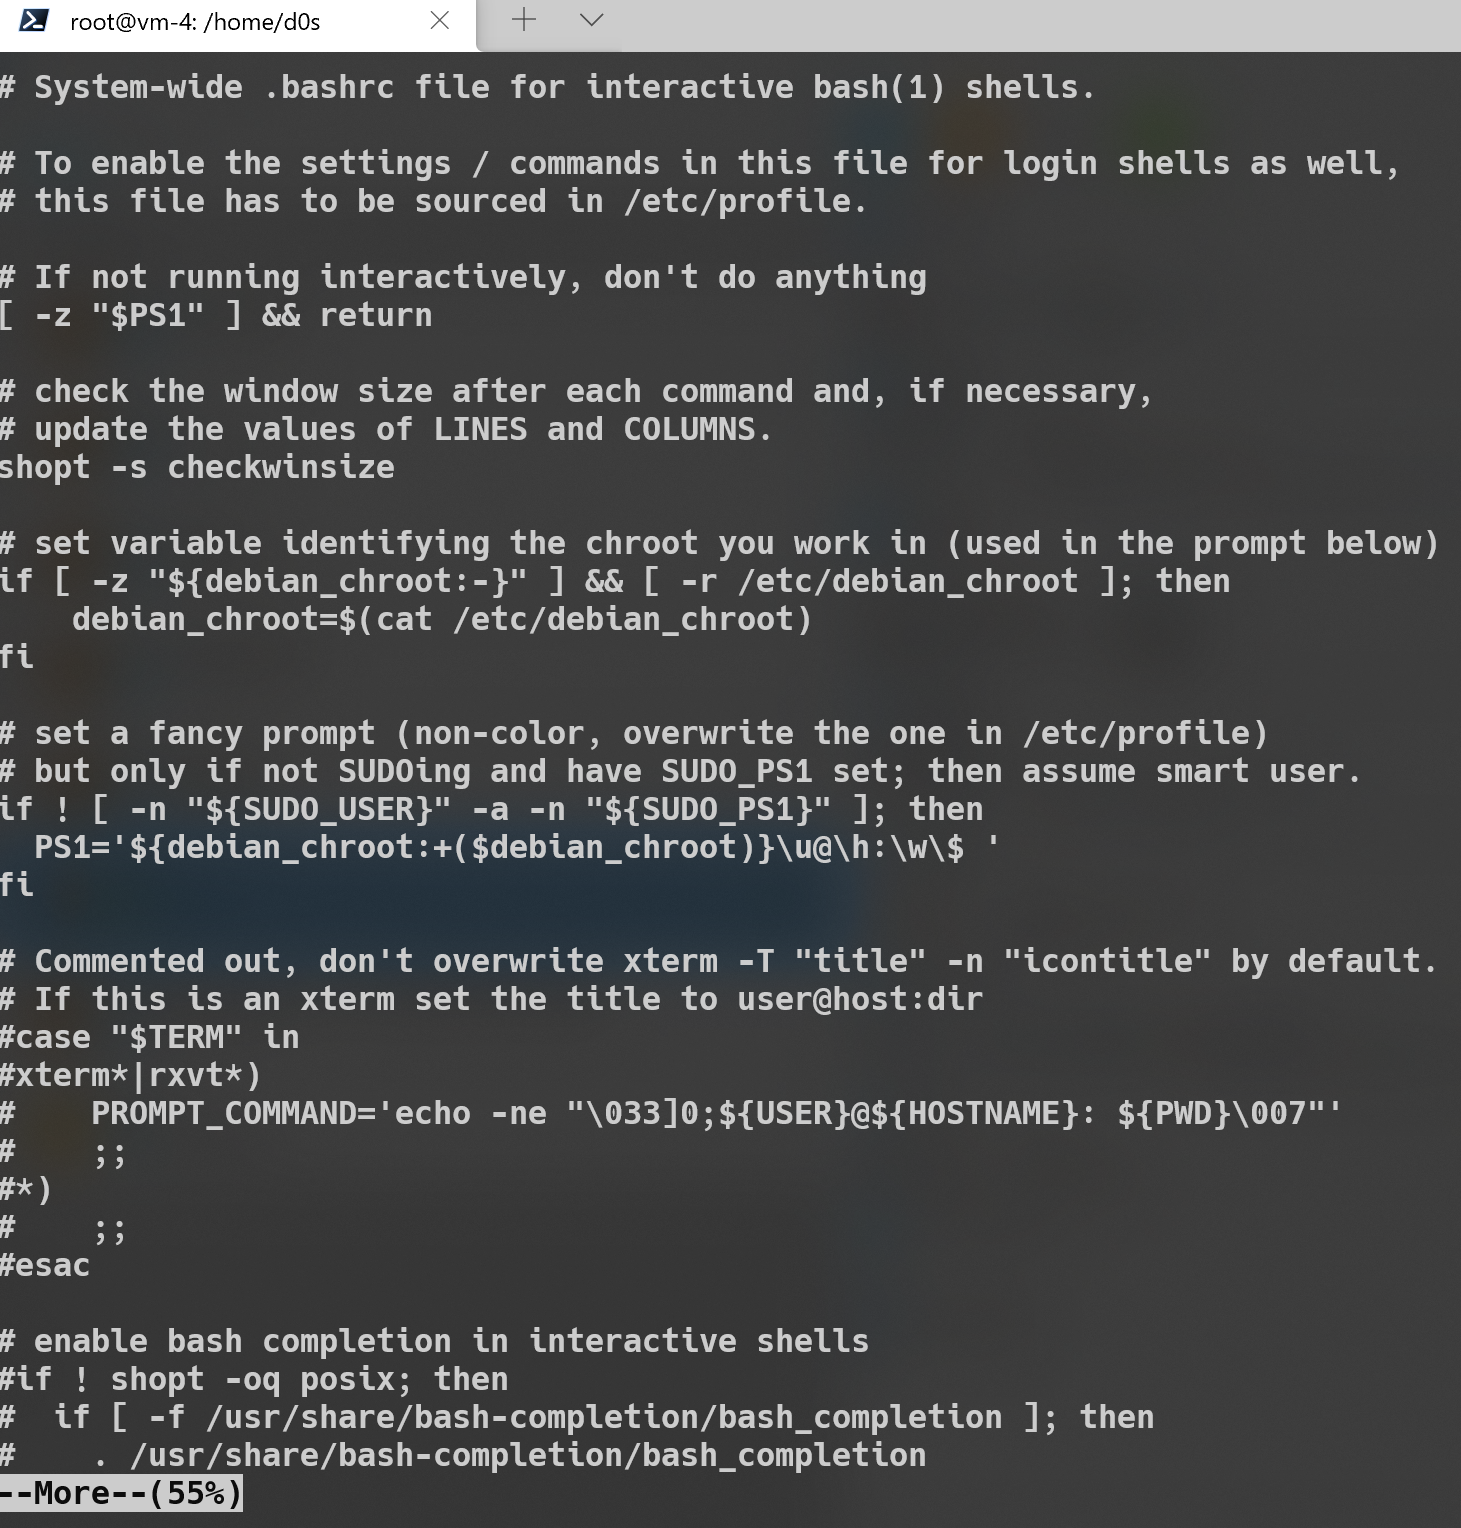 root@vm-4: /home/d0s
# System-wide .bashrc file for interactive bash(1) shells.
# To enable the settings / commands in this file for login shells as well,
# this file has to be sourced in /etc/profile.
# If not running interactively, don't do anything
[ -z "$PS1" ] && return
# check the window size after each command and, if necessary,
# update the values of LINES and COLUMNS.
shopt -s checkwinsize
# set variable identifying the chroot you work in (used in the prompt below)
if [ -z "${debian_chroot:-}" ] && [ -r /etc/debian_chroot ]; then
    debian_chroot=$(cat /etc/debian_chroot)
fi
# set a fancy prompt (non-color, overwrite the one in /etc/profile)
# but only if not SUDOing and have SUDO_PS1 set; then assume smart user.
if ! [ -n "${SUDO_USER}" -a -n "${SUDO_PS1}" ]; then
  PS1='${debian_chroot:+($debian_chroot)}\u@\h:\w\$ '
fi
# Commented out, don't overwrite xterm -T "title" -n "icontitle" by default.
# If this is an xterm set the title to user@host:dir
#case "$TERM" in
#xterm*|rxvt*)
#    PROMPT_COMMAND='echo -ne "\033]0;${USER}@${HOSTNAME}: ${PWD}\007"'
#    ;;
#*)
#    ;;
#esac
# enable bash completion in interactive shells
#if ! shopt -oq posix; then
#  if [ -f /usr/share/bash-completion/bash_completion ]; then
#    . /usr/share/bash-completion/bash_completion
--More--(55%)